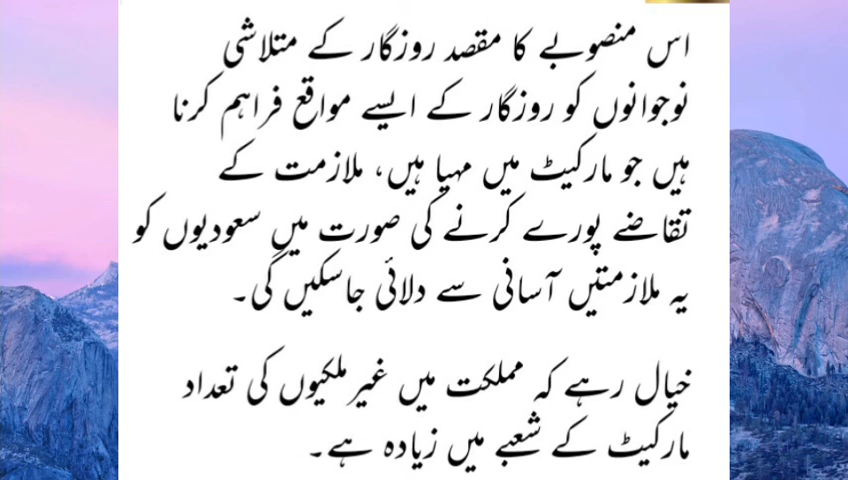 اس منصوبے کا مقصد روزگار کے متلاشی
نوجوانوں کو روزگار کے ایسے مواقع فراہم کرنا
ہیں جو مارکیٹ میں مہیا ہیں، ملازمت کے
تقاضے پورے کرنے کی صورت میں سعودیوں کو
یہ ملازمتیں آسانی سے دلائی جاسکیں گی۔
خیال رہے کہ مملکت میں غیر ملکیوں کی تعداد
مارکیٹ کے شعبے میں زیادہ ہے۔